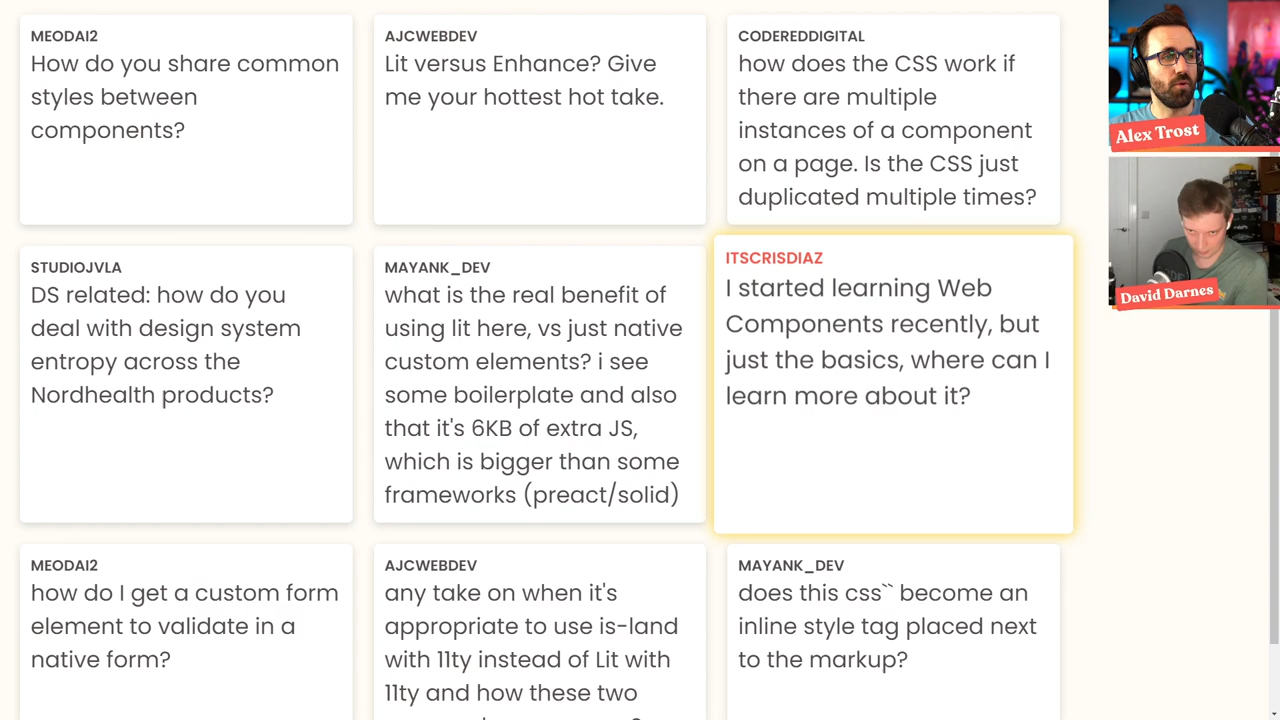 MEODAI2
How do you share common
styles between
components?
AJCWEBDEV
Lit versus Enhance? Give
me your hottest hot take.
CODEREDDIGITAL
how does the CSS work if
there are multiple
instances of a component
on a page. Is the CSS just
duplicated multiple times?
STUDIOJVLA
DS related: how do you
deal with design system
entropy across the
Nordhealth products?
MAYANK_DEV
what is the real benefit of
using lit here, vs just native
custom elements? i see
some boilerplate and also
that it's 6KB of extra JS,
which is bigger than some
frameworks (preact/solid)
ITSCRISDIAZ
I started learning Web
Components recently, but
just the basics, where can I
learn more about it?
MEODAI2
how do I get a custom form
element to validate in a
native form?
AJCWEBDEV
any take on when it's
appropriate to use is-land
with 11ty instead of Lit with
11ty and how these two
MAYANK_DEV
does this css`` become an
inline style tag placed next
to the markup?
Alex Trost
David Darnes